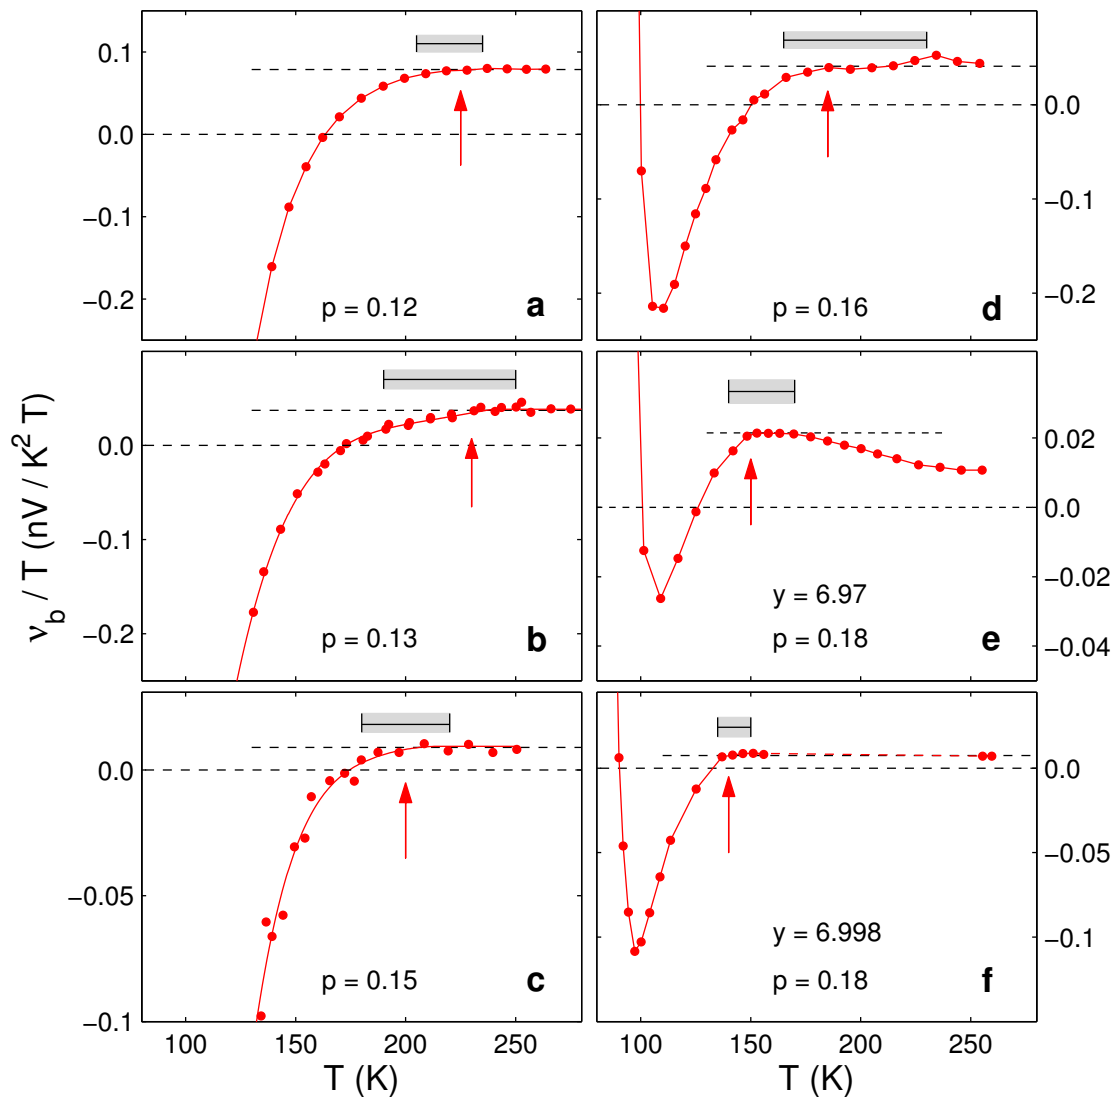 0.1
0.0
−0.1
−0.2
p = 0.12
a
0.0
−0.1
−0.2
p = 0.16
d
0.0
−0.1
−0.2
p = 0.13
b
0.02
0.0
−0.02
−0.04
y = 6.97
p = 0.18
e
0.0
−0.05
−0.1
p = 0.15
c
0.0
−0.05
−0.1
y = 6.998
p = 0.18
f
100 150 200 250
100 150 200 250
T (K)
T (K)
ν_b / T (nV / K² T)